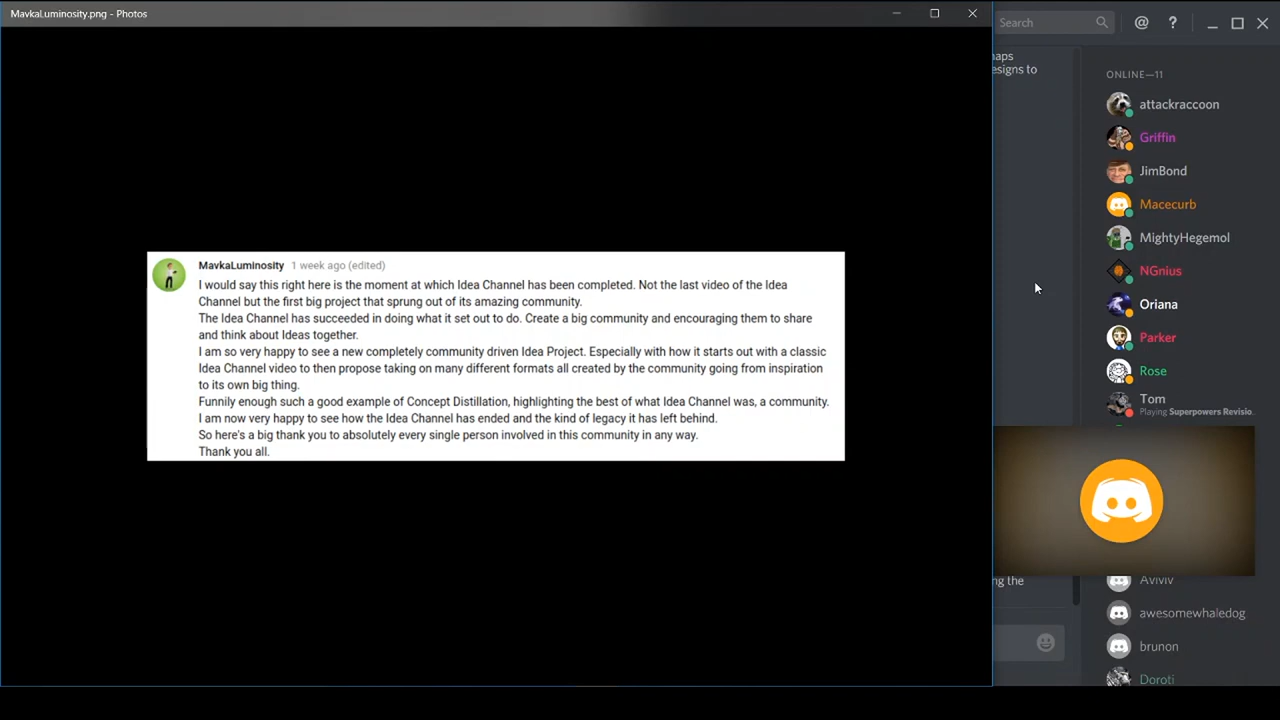 MavkaLuminosity.png - Photos
MavkaLuminosity 1 week ago (edited)
I would say this right here is the moment at which Idea Channel has been completed. Not the last video of the Idea
Channel but the first big project that sprung out of its amazing community.
The Idea Channel has succeeded in doing what it set out to do. Create a big community and encouraging them to share
and think about Ideas together.
I am so very happy to see a new completely community driven Idea Project. Especially with how it starts out with a classic
Idea Channel video to then propose taking on many different formats all created by the community going from inspiration
to its own big thing.
Funnily enough such a good example of Concept Distillation, highlighting the best of what Idea Channel was, a community.
I am now very happy to see how the Idea Channel has ended and the kind of legacy it has left behind.
So here's a big thank you to absolutely every single person involved in this community in any way.
Thank you all.
Search
@ ?
aps
esigns to
ng the
ONLINE—11
attackraccoon
Griffin
JimBond
Macecurb
MightyHegemol
NGnius
Oriana
Parker
Rose
Tom
Playing Superpowers Revisio...
Aviviv
awesomewhaledog
brunon
Doroti